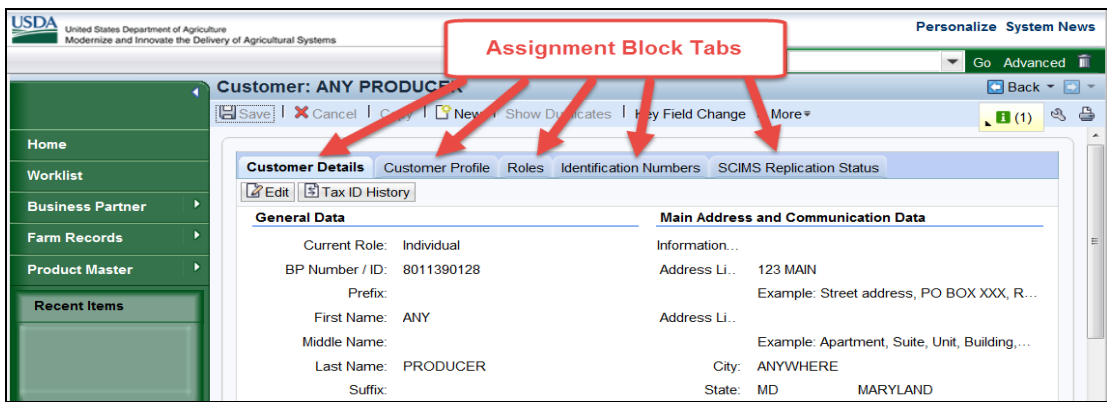 USDA United States Department of Agriculture
Modernize and Innovate the Delivery of Agricultural Systems
Personalize System News
Assignment Block Tabs
Go Advanced
Customer: ANY PRODUCER
Back
Save Cancel Copy New Show Duplicates Key Field Change More
(1)
Home
Worklist
Business Partner
Farm Records
Product Master
Recent Items
Customer Details Customer Profile Roles Identification Numbers SCIMS Replication Status
Edit Tax ID History
General Data
Current Role: Individual
BP Number / ID: 8011390128
Prefix:
First Name: ANY
Middle Name:
Last Name: PRODUCER
Suffix:
Main Address and Communication Data
Information...
Address Li.. 123 MAIN
Example: Street address, PO BOX XXX, R...
Address Li..
Example: Apartment, Suite, Unit, Building,...
City: ANYWHERE
State: MD MARYLAND